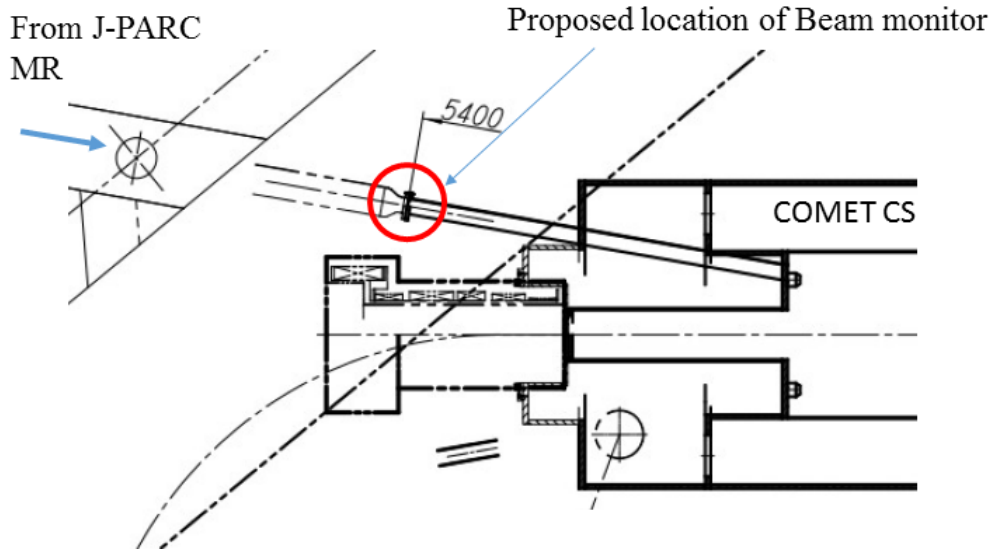 From J-PARC
MR
Proposed location of Beam monitor
5400
COMET CS